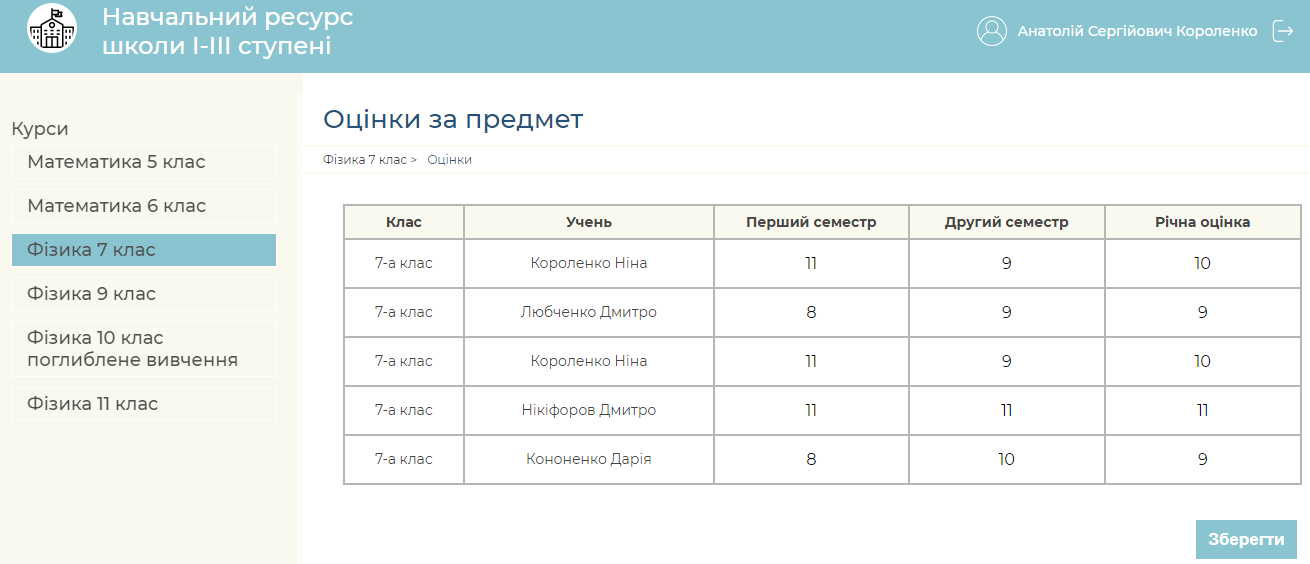 Навчальний ресурс
школи І-ІІІ ступені
Анатолій Сергійович Короленко
Курси
Математика 5 клас
Математика 6 клас
Фізика 7 клас
Фізика 9 клас
Фізика 10 клас
поглиблене вивчення
Фізика 11 клас
Оцінки за предмет
Фізика 7 клас > Оцінки
Клас Учень Перший семестр Другий семестр Річна оцінка
7-а клас Короленко Ніна 11 9 10
7-а клас Любченко Дмитро 8 9 9
7-а клас Короленко Ніна 11 9 10
7-а клас Нікіфоров Дмитро 11 11 11
7-а клас Кононенко Дарія 8 10 9
Зберегти